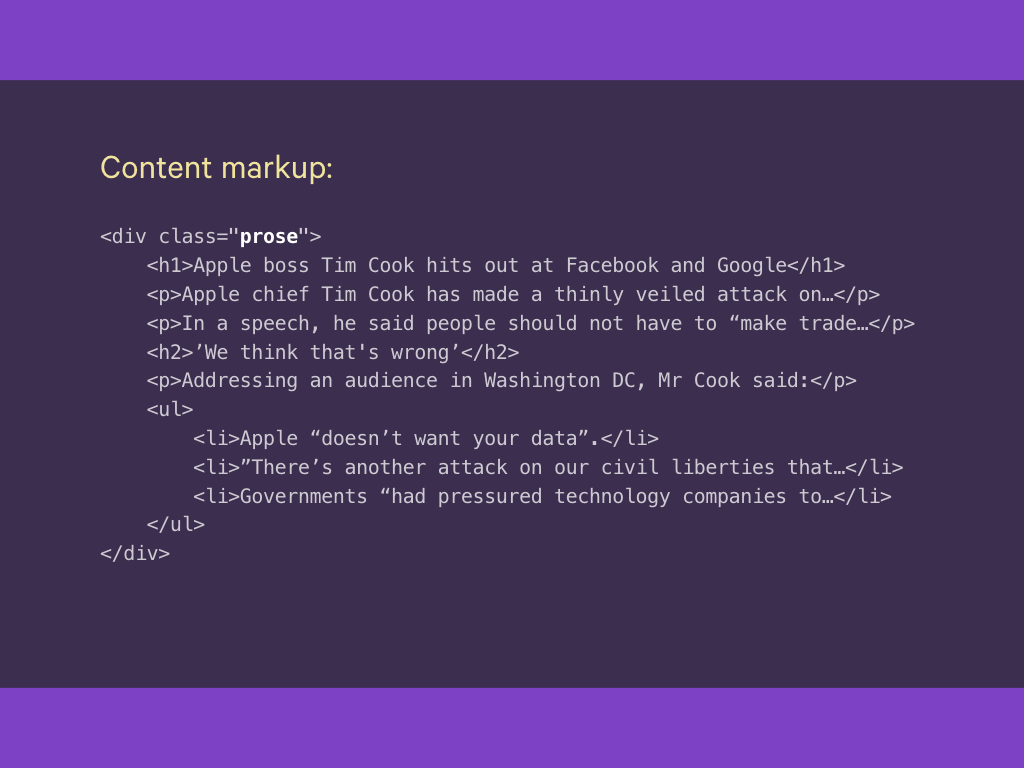 Content markup:
<div class="prose">
<h1>Apple boss Tim Cook hits out at Facebook and Google</h1>
<p>Apple chief Tim Cook has made a thinly veiled attack on…</p>
<p>In a speech, he said people should not have to “make trade…</p>
<h2>’We think that's wrong’</h2>
<p>Addressing an audience in Washington DC, Mr Cook said:</p>
<ul>
<li>Apple “doesn’t want your data”.</li>
<li>”There’s another attack on our civil liberties that…</li>
<li>Governments “had pressured technology companies to…</li>
</ul>
</div>